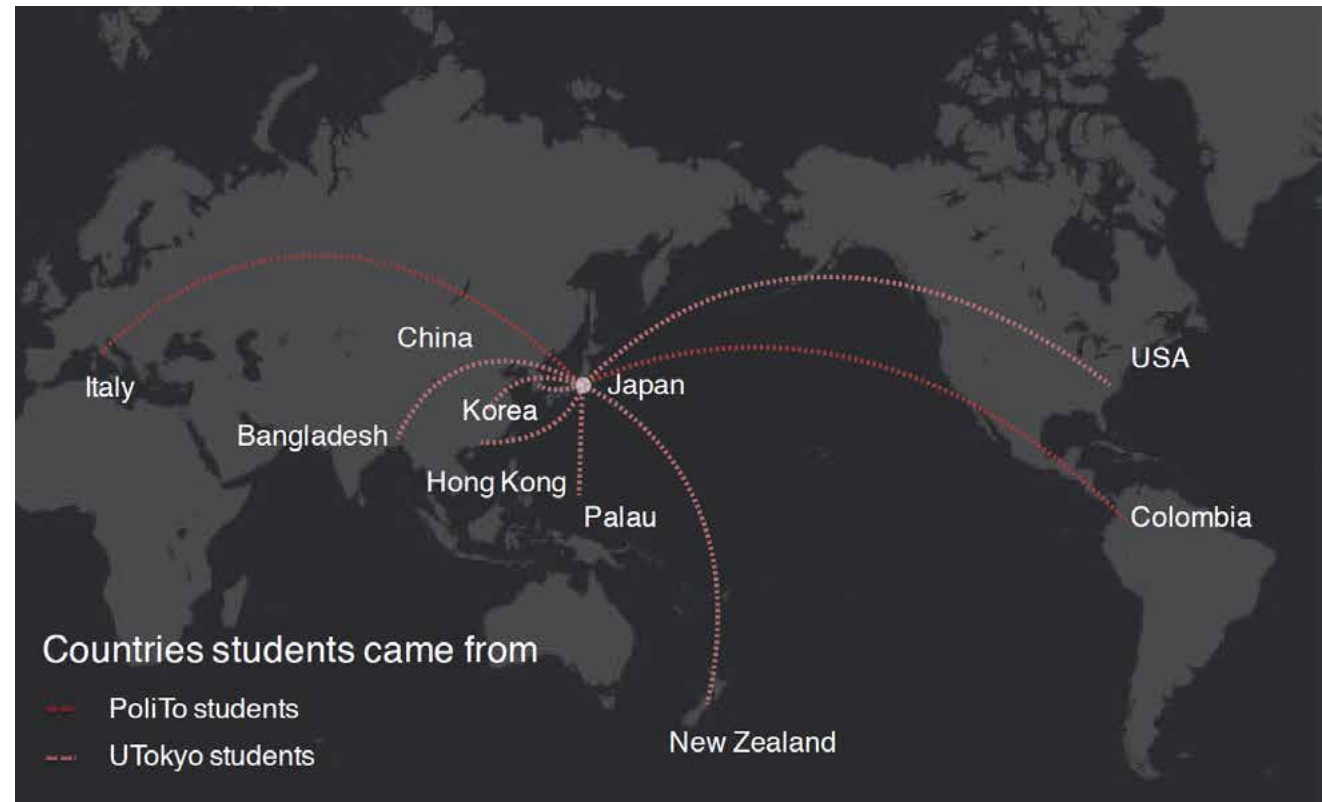 China
USA
Italy
Japan
Korea
Bangladesh
Hong Kong
Palau
Colombia
Countries students came from
PoliTo students
New Zealand
UTokyo students